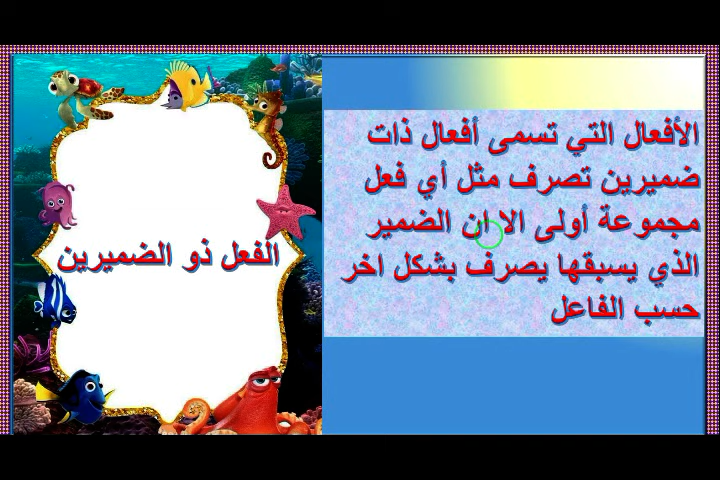 الأفعال التي تسمى أفعال ذات
ضميرين تصرف مثل أي فعل
مجموعة أولى الا ان الضمير
الذي يسبقها يصرف بشكل اخر
حسب الفاعل
الفعل ذو الضميرين